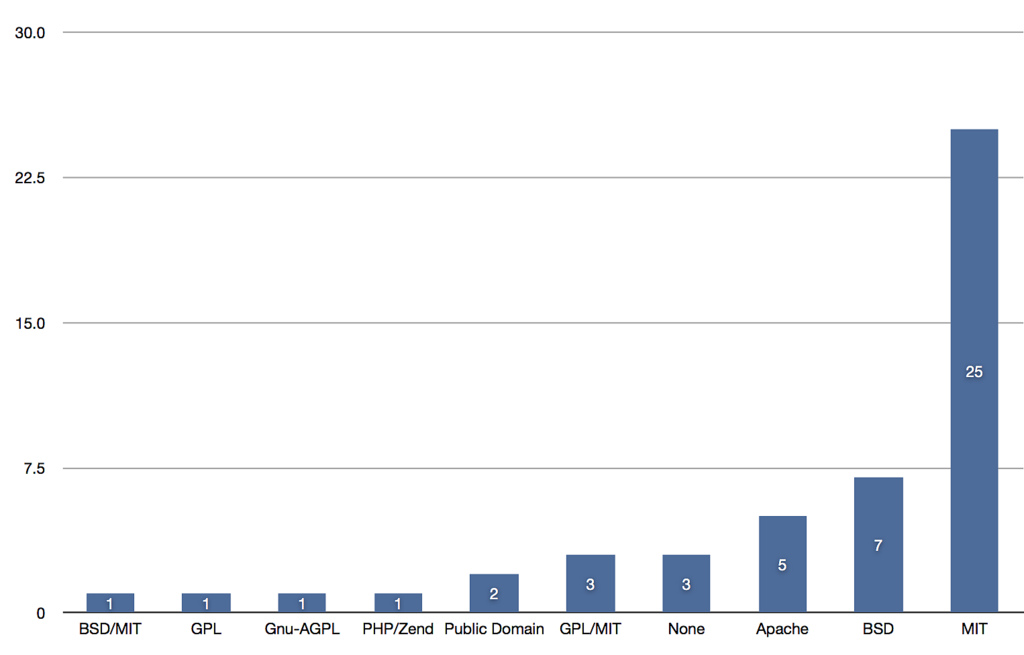 30.0
22.5
15.0
7.5
0
1
1
1
1
2
3
3
5
7
25
BSD/MIT
GPL
Gnu-AGPL
PHP/Zend
Public Domain
GPL/MIT
None
Apache
BSD
MIT